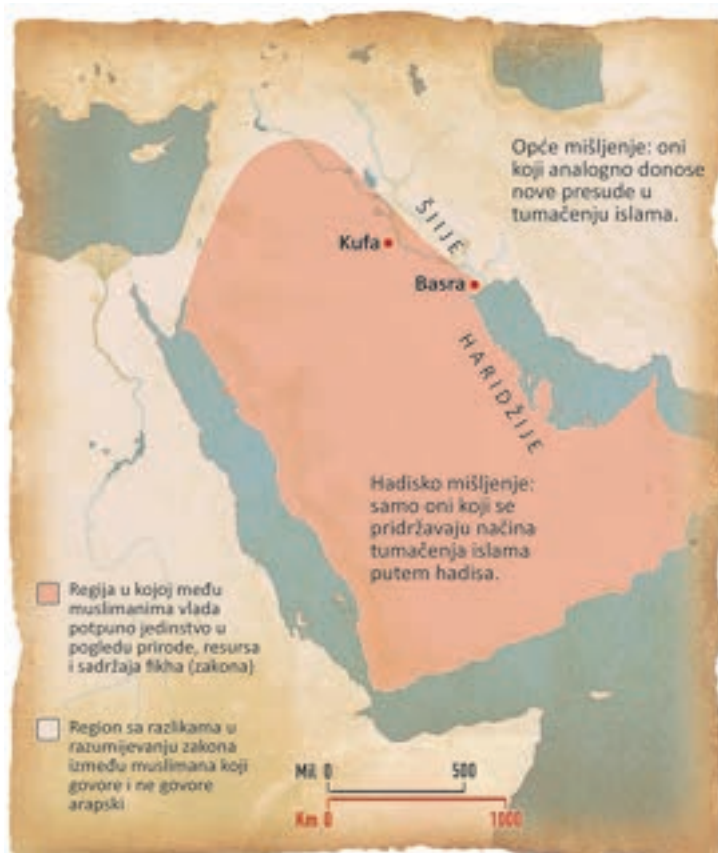 Opće mišljenje: oni
koji analogno donose
nove presude u
tumačenju islama.
ŠIIJE
Kufa
Basra
HARIDŽIJE
Hadisko mišljenje:
samo oni koji se
pridržavaju načina
tumačenja islama
putem hadisa.
Regija u kojoj među
muslimanima vlada
potpuno jedinstvo u
pogledu prirode, resursa
i sadržaja fikha (zakona)
Region sa razlikama u
razumijevanju zakona
između muslimana koji
govore i ne govore
arapski
Mil 0 500
Km 0 1000